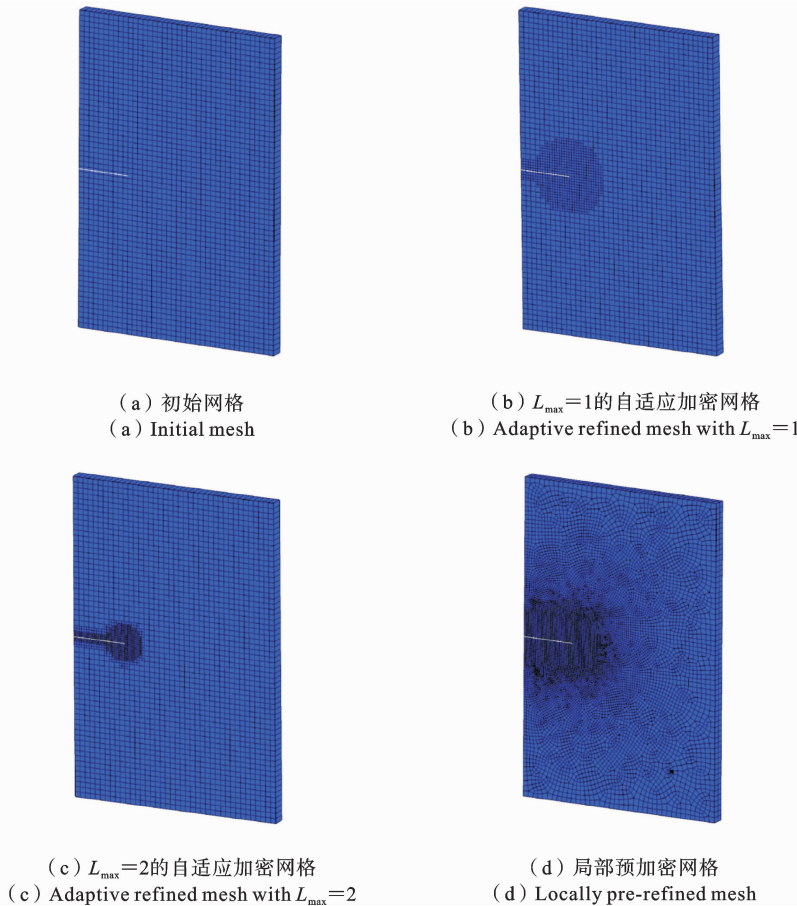 (a)初始网格
(a)Initial mesh
(b)Lmax=1的自适应加密网格
(b)Adaptive refined mesh with Lmax=1
(c)Lmax=2的自适应加密网格
(c)Adaptive refined mesh with Lmax=2
(d)局部预加密网格
(d)Locally pre-refined mesh